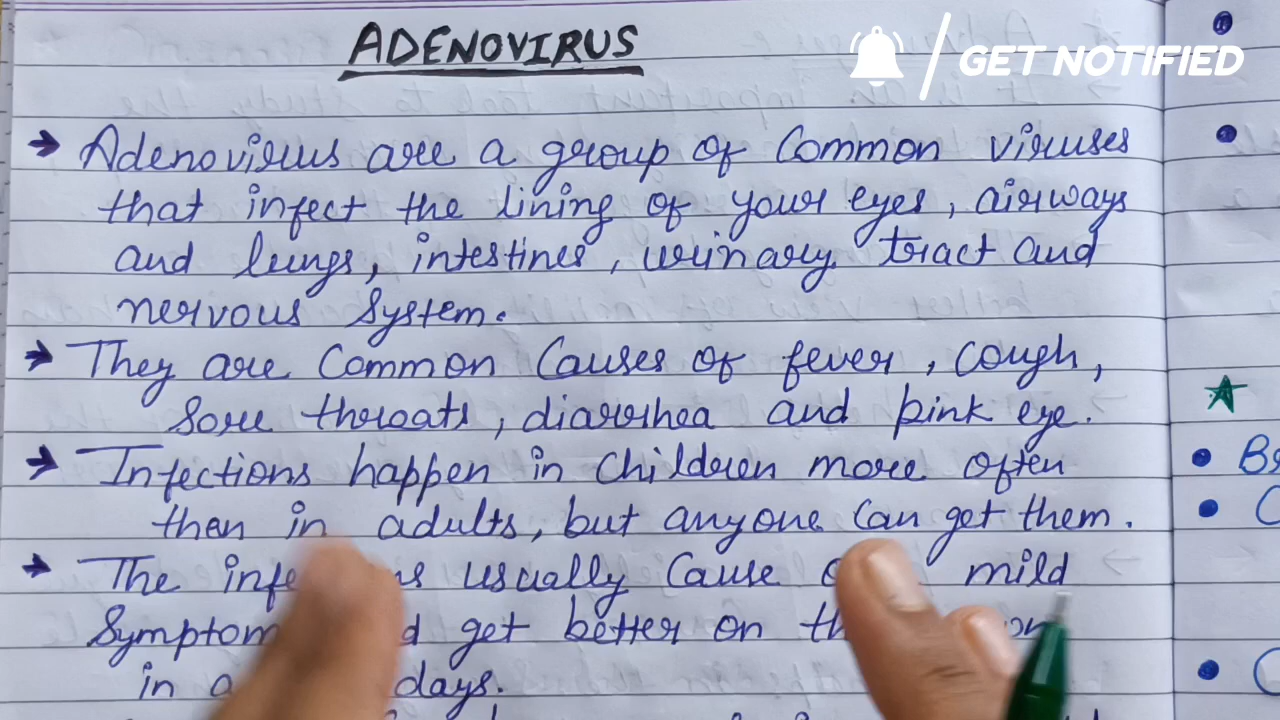 ADENOVIRUS
GET NOTIFIED
→ Adenovirus are a group of Common viruses
that infect the lining of your eyes, airways
and lungs, intestines, urinary tract and
nervous System.
→ They are Common Causes of fever, cough,
Sore throats, diarrhea and pink eye.
→ Infections happen in Children more often
then in adults, but anyone Can get them.
→ The usually Cause mild
get better on
in days.